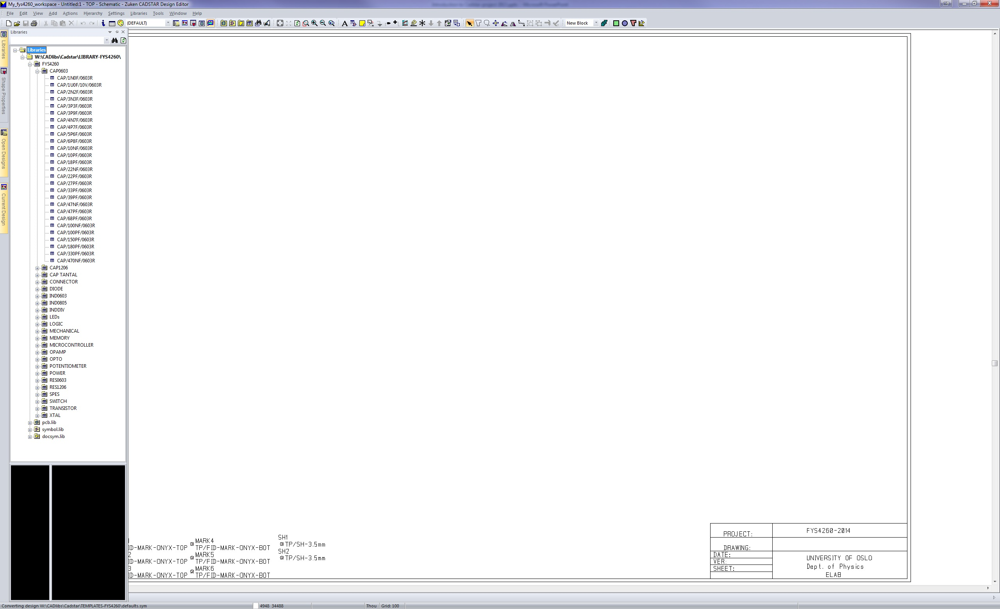 My_fys4260_workspace - Untitled:1 - TOP - Schematic - Zuken CADSTAR Design Editor
File Edit View Add Actions Hierarchy Settings Libraries Tools Window Help
(DEFAULT)
New Block
Libraries
Libraries
Shape Properties
Open Designs
Current Design
Libraries
W:\CADlibs\Cadstar\LIBRARY-FYS4260\
FYS4260
CAP0603
CAP/1N0F/0603R
CAP/1U0F/10V/0603R
CAP/2N2F/0603R
CAP/3N3F/0603R
CAP/3P3F/0603R
CAP/3P9F/0603R
CAP/4N7F/0603R
CAP/4P7F/0603R
CAP/5P6F/0603R
CAP/6P8F/0603R
CAP/10NF/0603R
CAP/10PF/0603R
CAP/18PF/0603R
CAP/22NF/0603R
CAP/22PF/0603R
CAP/27PF/0603R
CAP/33PF/0603R
CAP/39PF/0603R
CAP/47NF/0603R
CAP/47PF/0603R
CAP/68PF/0603R
CAP/100NF/0603R
CAP/100PF/0603R
CAP/150PF/0603R
CAP/180PF/0603R
CAP/330PF/0603R
CAP/470NF/0603R
CAP1206
CAP TANTAL
CONNECTOR
DIODE
IND0603
IND0805
INDDIV
LEDs
LOGIC
MECHANICAL
MEMORY
MICROCONTROLLER
OPAMP
OPTO
POTENTIOMETER
POWER
RES0603
RES1206
SPES
SWITCH
TRANSISTOR
XTAL
pcb.lib
symbol.lib
docsym.lib
ID-MARK-ONYX-TOP
2
ID-MARK-ONYX-TOP
3
ID-MARK-ONYX-TOP
MARK4
TP/FID-MARK-ONYX-BOT
MARK5
TP/FID-MARK-ONYX-BOT
MARK6
TP/FID-MARK-ONYX-BOT
SH1
TP/SH-3.5mm
SH2
TP/SH-3.5mm
PROJECT: FYS4260-2014
DRAWING:
DATE:
VER:
SHEET:
UNIVERSITY OF OSLO
Dept. of Physics
ELAB
Converting design W:\CADlibs\Cadstar\TEMPLATES-FYS4260\defaults.sym 4948 34488 Thou Grid: 100